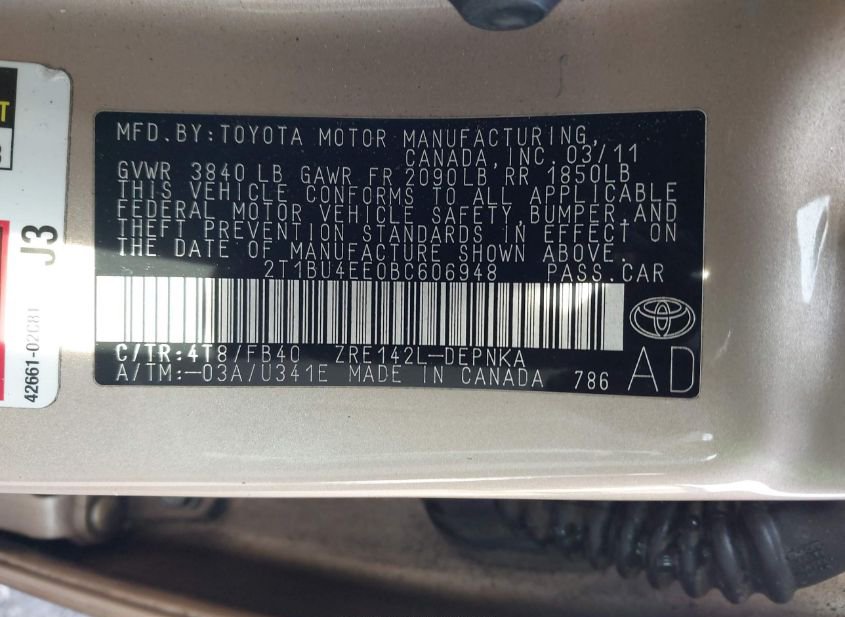 MFD.BY:TOYOTA MOTOR MANUFACTURING,
CANADA,INC.03/11
GVWR 3840 LB GAWR FR 2090LB RR 1850LB
THIS VEHICLE CONFORMS TO ALL APPLICABLE
FEDERAL MOTOR VEHICLE SAFETY,BUMPER,AND
THEFT PREVENTION STANDARDS IN EFFECT ON
THE DATE OF MANUFACTURE SHOWN ABOVE.
2T1BU4EE0BC606948 PASS.CAR
C/TR:4T8/FB40 ZRE142L-DEPNKA
A/TM:-03A/U341E MADE IN CANADA 786
AD
J3